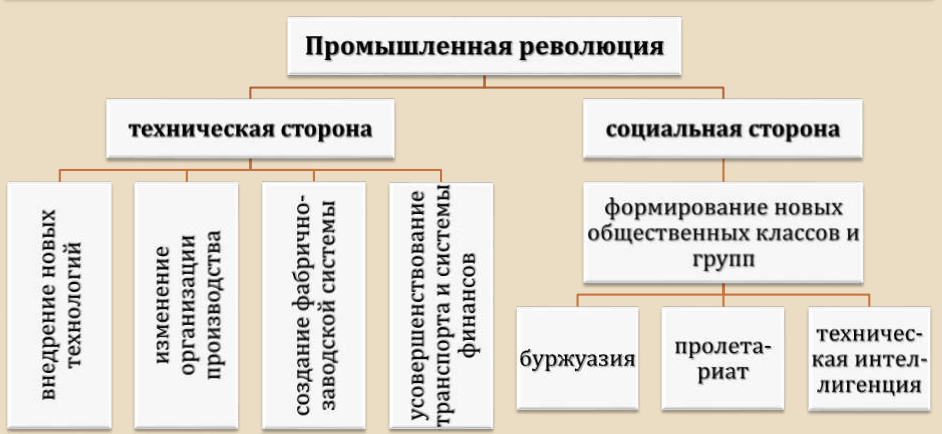 Промышленная революция
техническая сторона
социальная сторона
внедрение новых
технологий
изменение
организации
производства
создание фабрично-
заводской системы
усовершенствование
транспорта и системы
финансов
формирование новых
общественных классов и
групп
буржуазия
пролета-
риат
техничес-
кая интел-
лигенция